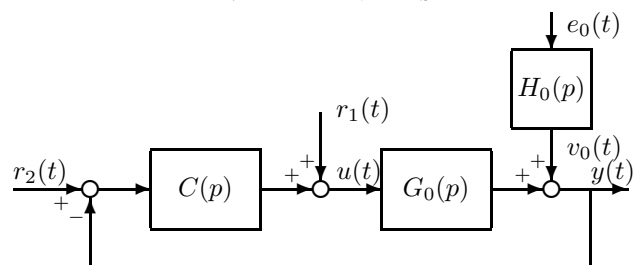 e₀(t)
H₀(p)
r₁(t)
v₀(t)
r₂(t)
C(p)
+ +
u(t)
G₀(p)
+ +
y(t)
+
−